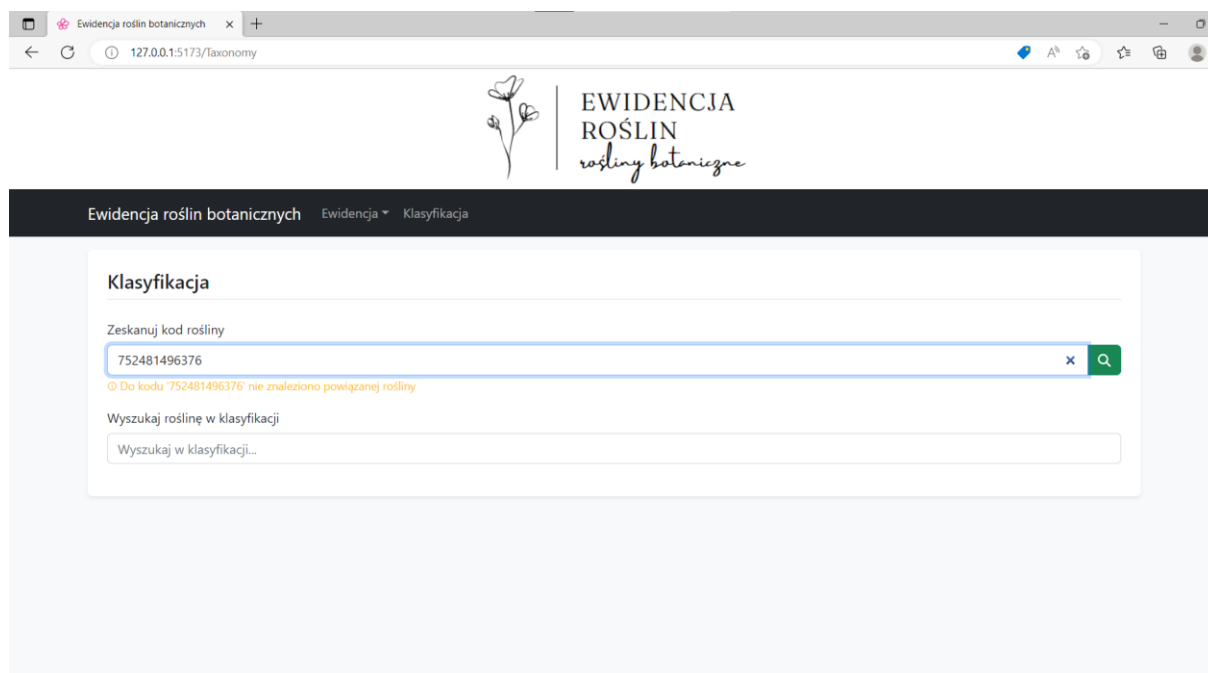 Ewidencja roślin botanicznych
127.0.0.1:5173/Taxonomy
EWIDENCJA
ROŚLIN
rośliny botaniczne
Ewidencja roślin botanicznych Ewidencja Klasyfikacja
Klasyfikacja
Zeskanuj kod rośliny
752481496376
Do kodu '752481496376' nie znaleziono powiązanej rośliny
Wyszukaj roślinę w klasyfikacji
Wyszukaj w klasyfikacji...